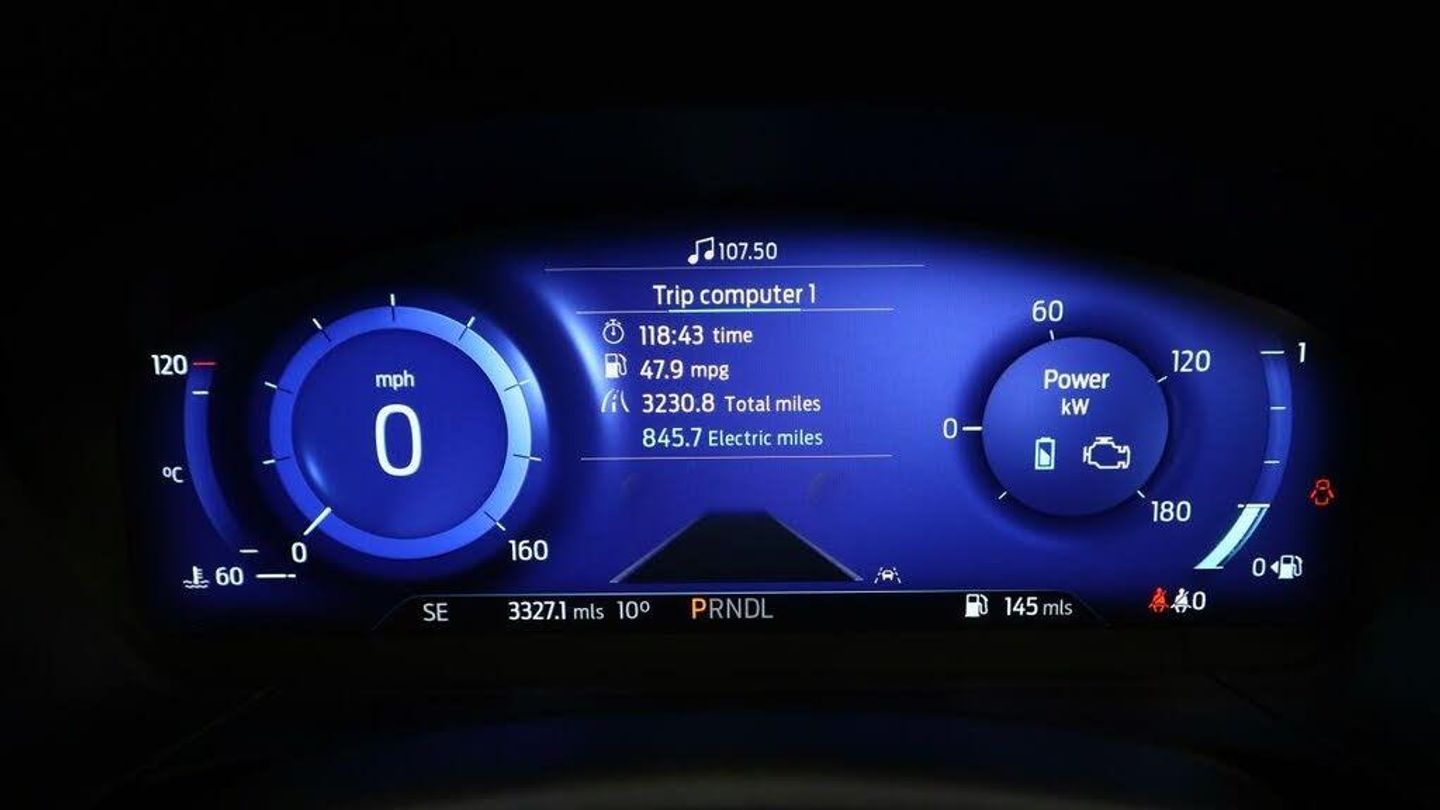 107.50
Trip computer 1
118:43 time
47.9 mpg
3230.8 Total miles
845.7 Electric miles
120
°C
60
mph
0
0
160
60
0
120
180
Power
kW
1
0
SE 3327.1 mls 10° PRNDL 145 mls 0